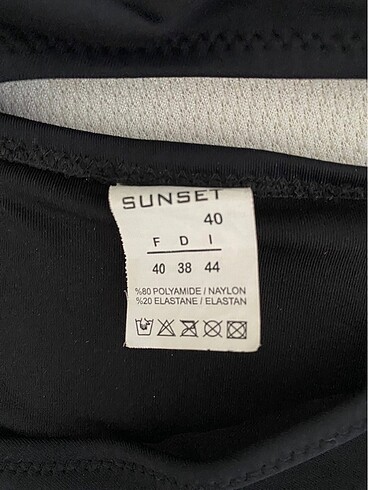 SUNSET
40
F D I
40 38 44
%80 POLYAMIDE / NAYLON
%20 ELASTANE / ELASTAN